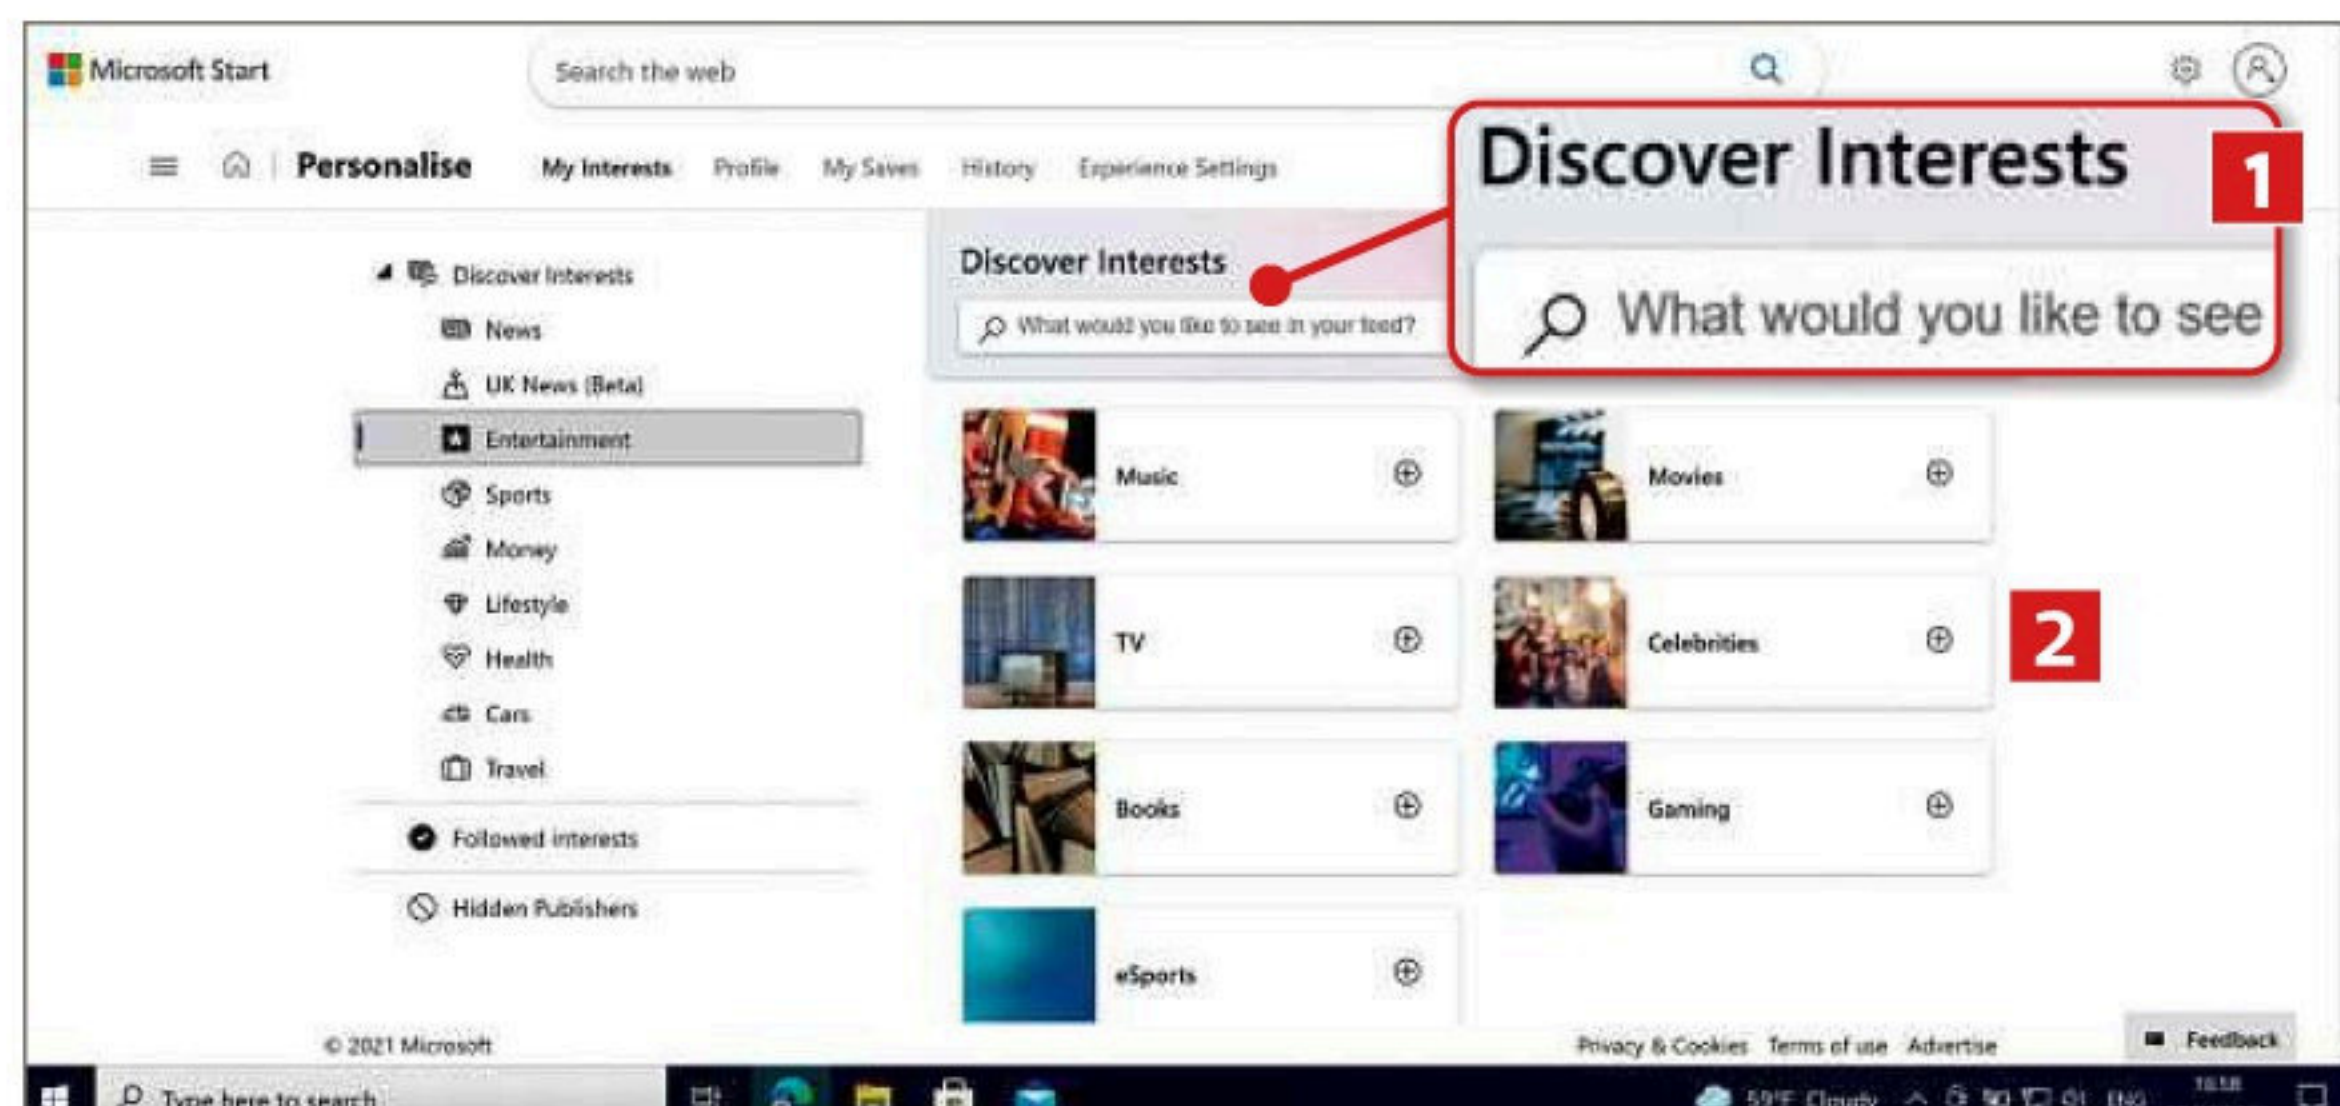 Microsoft Start
Search the web
Personalise My Interests Profile My Saves History Experience Settings
Discover Interests
1
What would you like to see
Discover Interests
News
UK News (Beta)
Entertainment
Sports
Money
Lifestyle
Health
Cars
Travel
Followed interests
Hidden Publishers
Discover Interests
What would you like to see in your feed?
Music
Movies
TV
Celebrities
2
Books
Gaming
eSports
© 2021 Microsoft
Privacy & Cookies Terms of use Advertise
Feedback
Type here to search
59°F Cloudy ENG